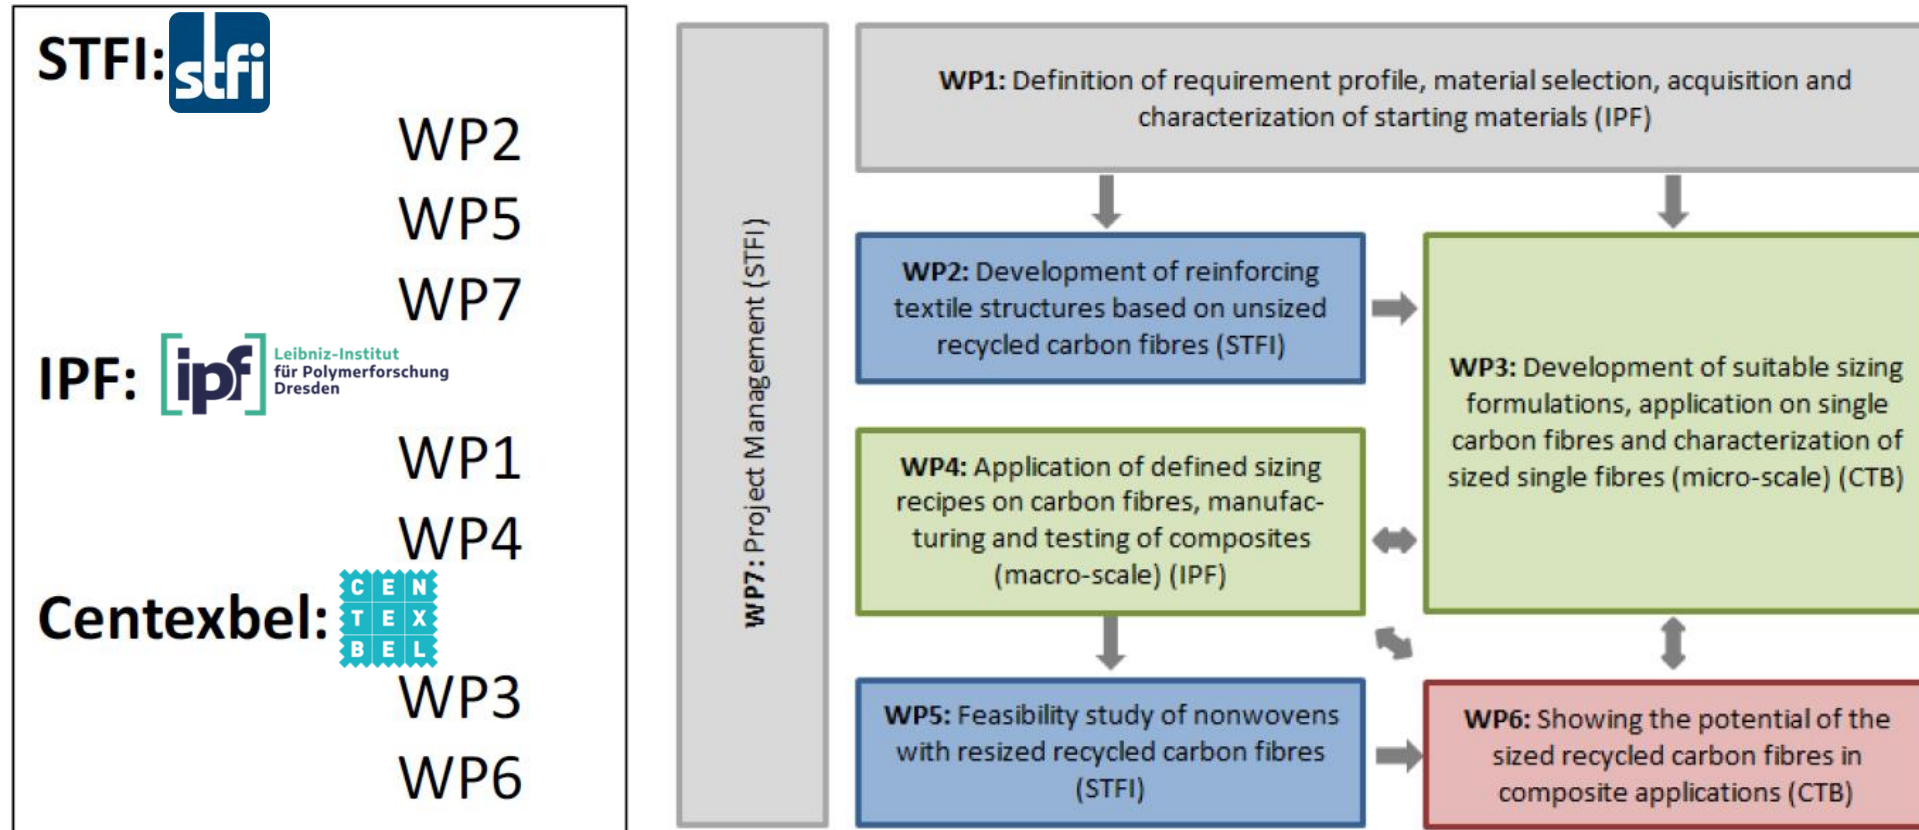 STFI:
stfi
WP2
WP5
WP7
IPF:
ipf
Leibniz-Institut
für Polymerforschung
Dresden
WP1
WP4
Centexbel:
CEN
TEX
BEL
WP3
WP6
WP7: Project Management (STFI)
WP1: Definition of requirement profile, material selection, acquisition and
characterization of starting materials (IPF)
WP2: Development of reinforcing
textile structures based on unsized
recycled carbon fibres (STFI)
WP3: Development of suitable sizing
formulations, application on single
carbon fibres and characterization of
sized single fibres (micro-scale) (CTB)
WP4: Application of defined sizing
recipes on carbon fibres, manufac-
turing and testing of composites
(macro-scale) (IPF)
WP5: Feasibility study of nonwovens
with resized recycled carbon fibres
(STFI)
WP6: Showing the potential of the
sized recycled carbon fibres in
composite applications (CTB)